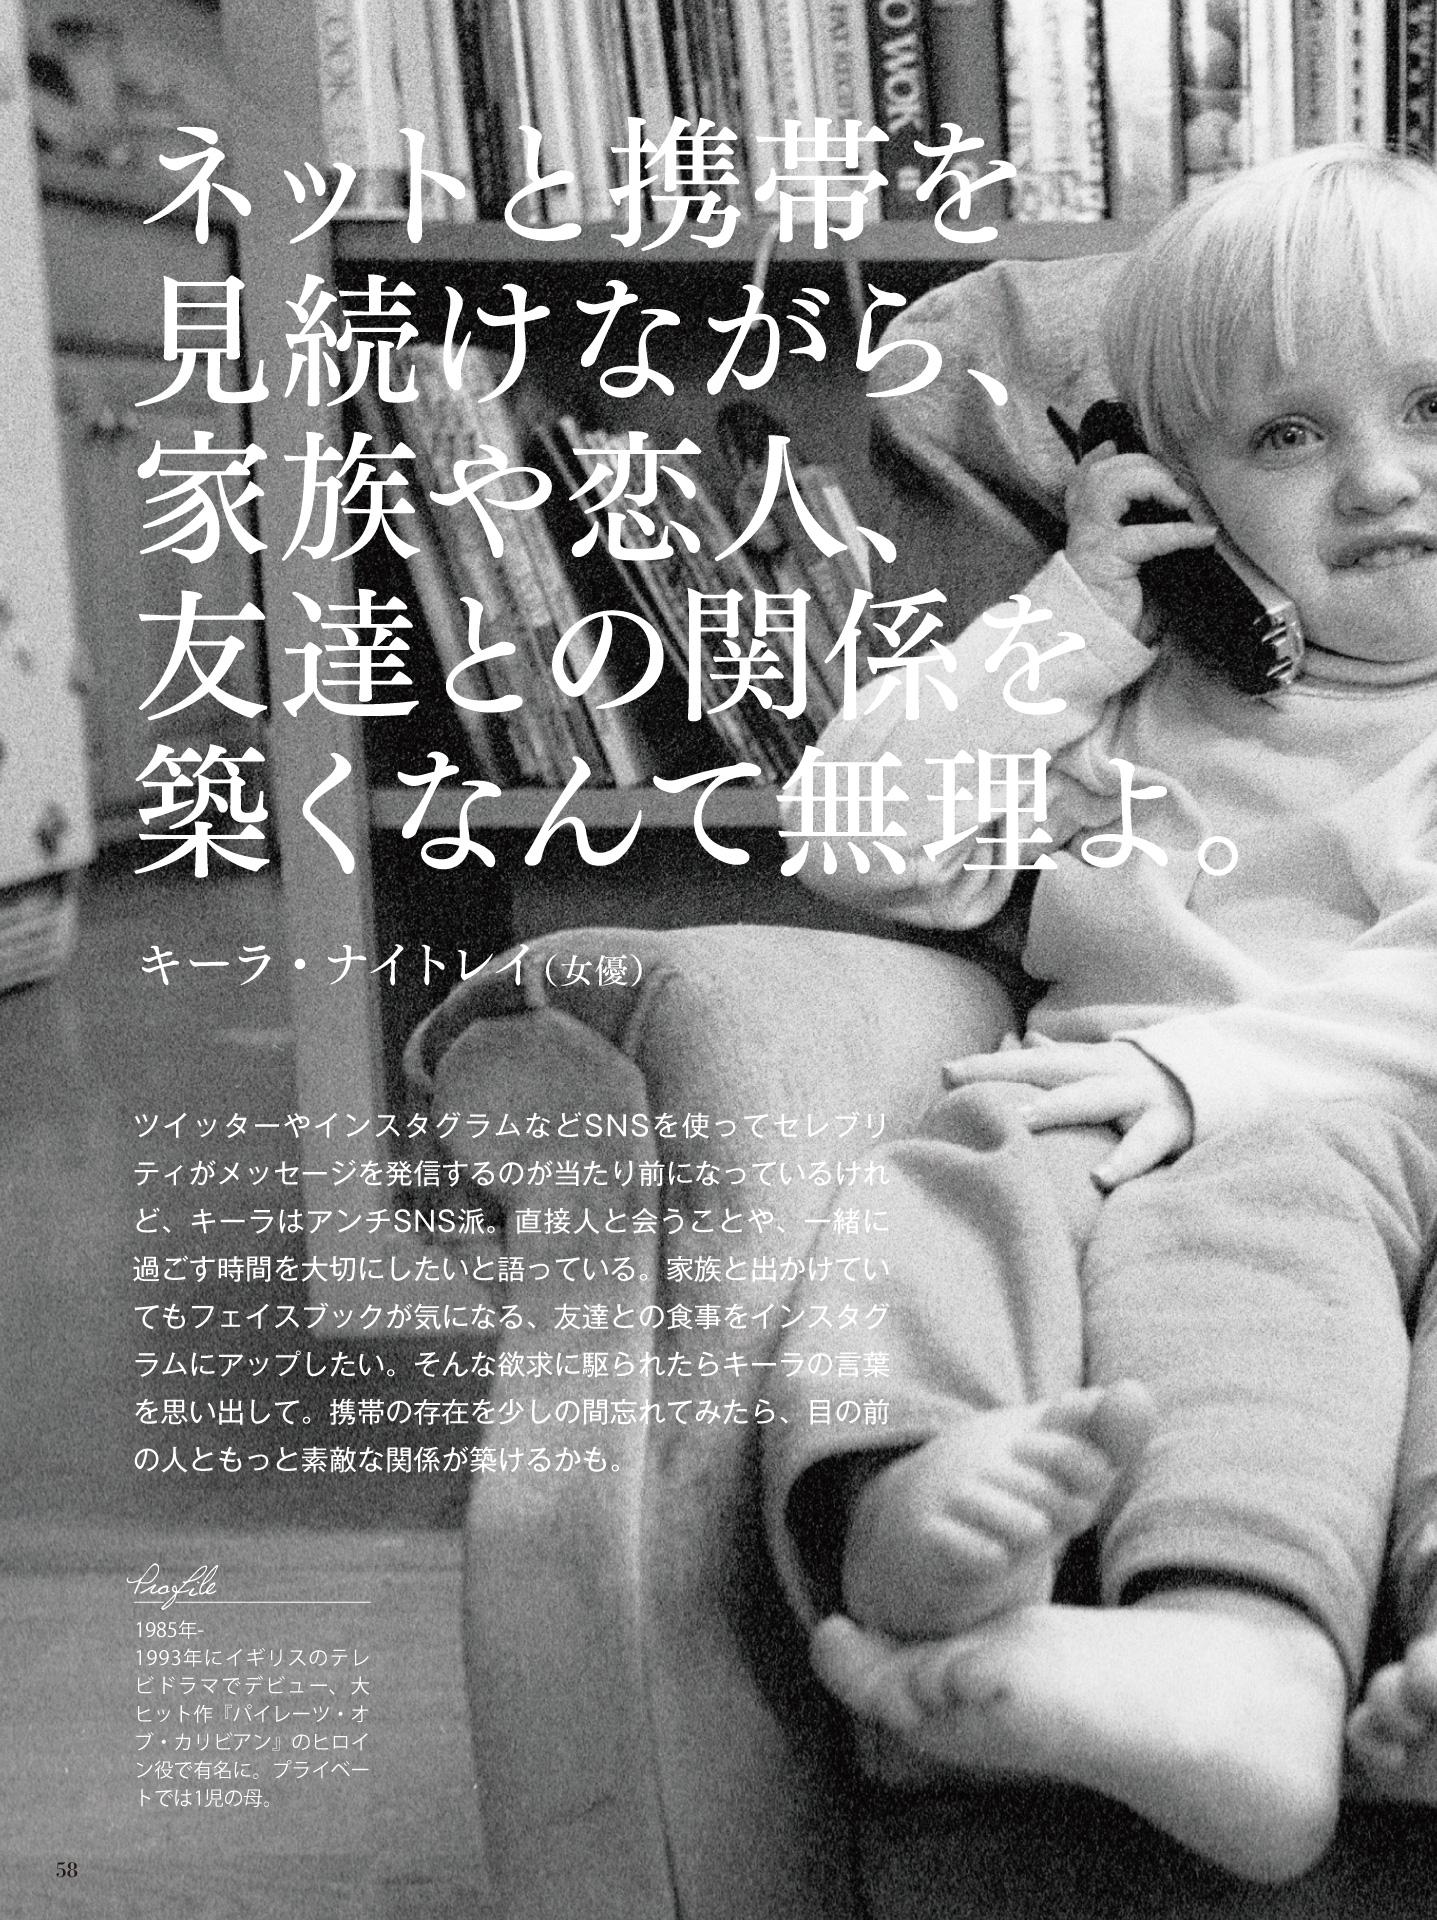 ネットと携帯を
見続けながら、
家族や恋人、
友達との関係を
築くなんて無理よ。
キーラ・ナイトレイ（女優）
ツイッターやインスタグラムなどSNSを使ってセレブリ
ティがメッセージを発信するのが当たり前になっているけれ
ど、キーラはアンチSNS派。直接人と会うことや、一緒に
過ごす時間を大切にしたいと語っている。家族と出かけてい
てもフェイスブックが気になる、友達との食事をインスタグ
ラムにアップしたい。そんな欲求に駆られたらキーラの言葉
を思い出して。携帯の存在を少しの間忘れてみたら、目の前
の人ともっと素敵な関係が築けるかも。
Profile
1985年-
1993年にイギリスのテレ
ビドラマでデビュー、大
ヒット作『パイレーツ・オ
ブ・カリビアン』のヒロイ
ン役で有名に。プライベー
トでは1児の母。
58